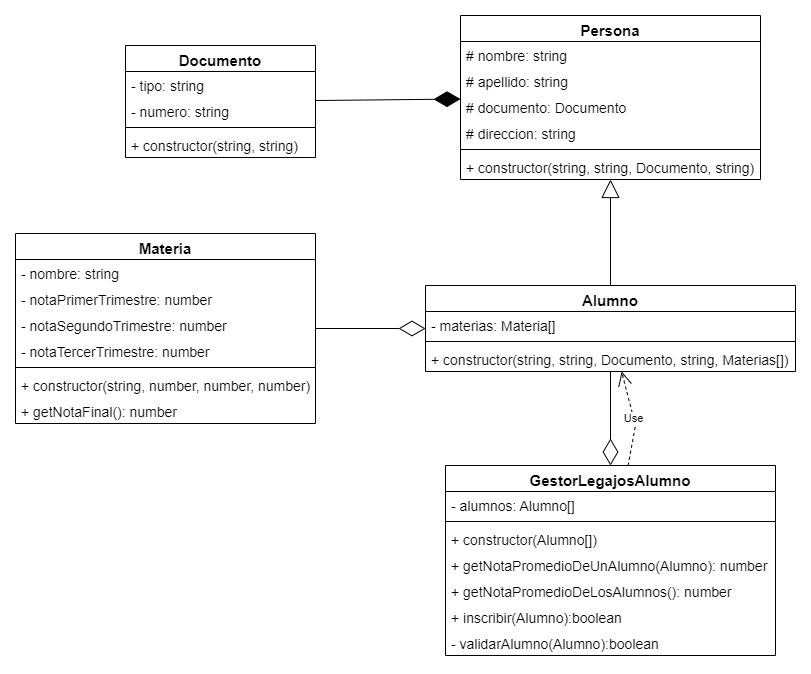 Persona
# nombre: string
# apellido: string
# documento: Documento
# direccion: string
+ constructor(string, string, Documento, string)
Documento
- tipo: string
- numero: string
+ constructor(string, string)
Materia
- nombre: string
- notaPrimerTrimestre: number
- notaSegundoTrimestre: number
- notaTercerTrimestre: number
+ constructor(string, number, number, number)
+ getNotaFinal(): number
Alumno
- materias: Materia[]
+ constructor(string, string, Documento, string, Materias[])
Use
GestorLegajosAlumno
- alumnos: Alumno[]
+ constructor(Alumno[])
+ getNotaPromedioDeUnAlumno(Alumno): number
+ getNotaPromedioDeLosAlumnos(): number
+ inscribir(Alumno):boolean
- validarAlumno(Alumno):boolean